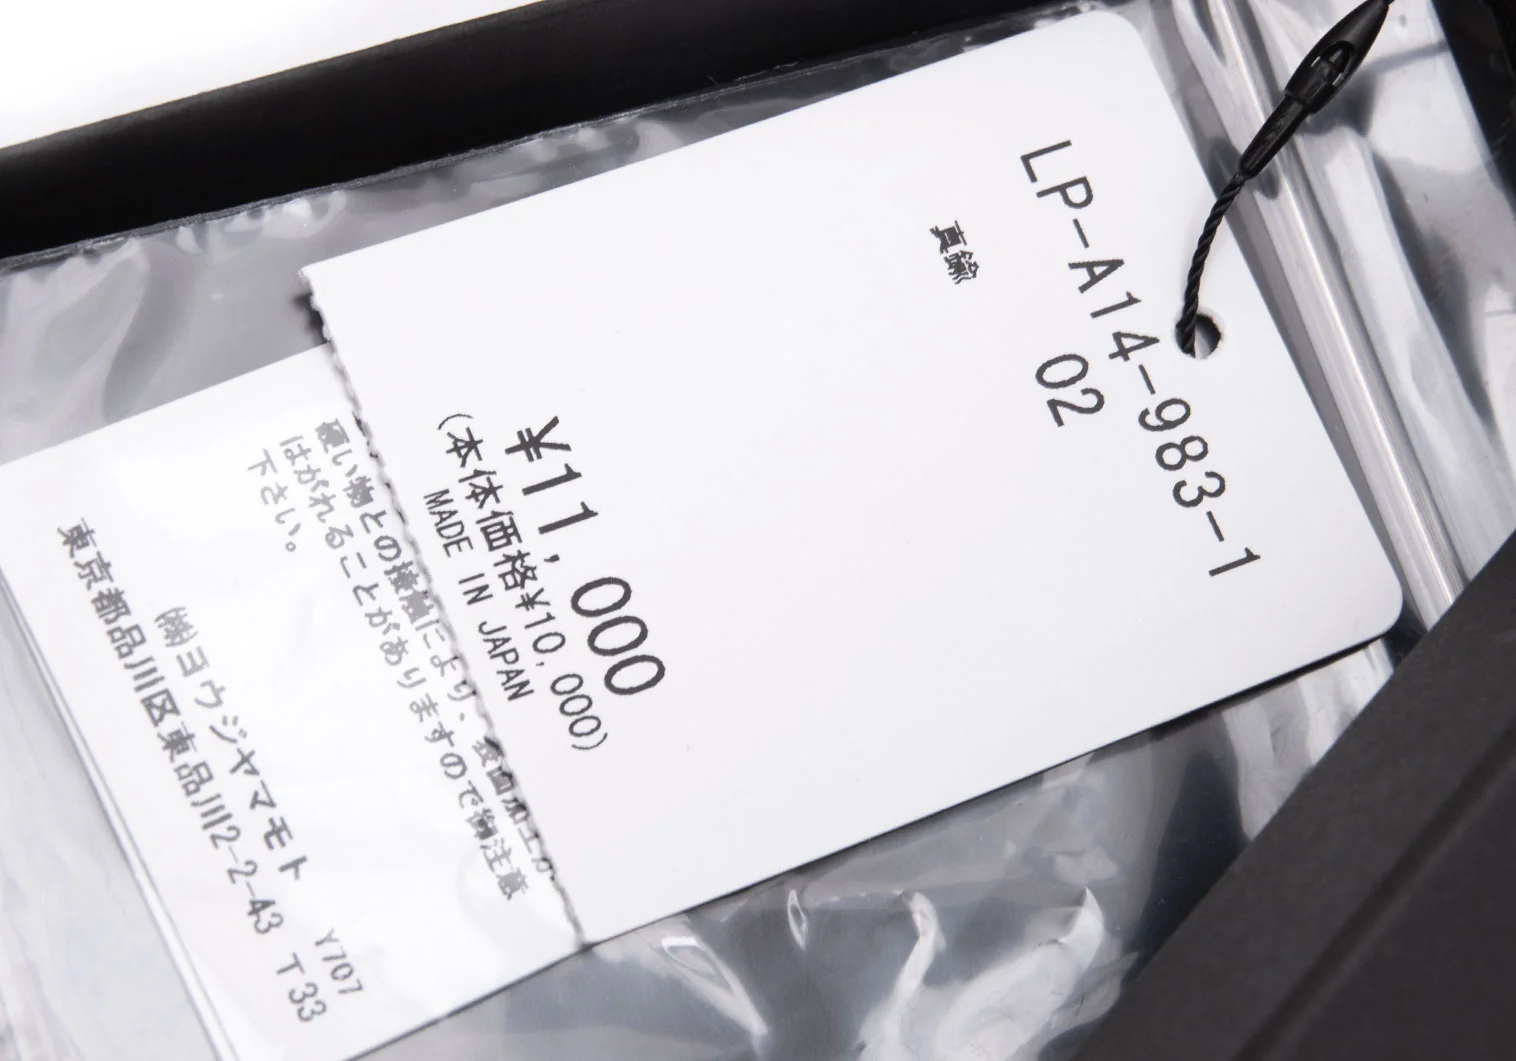 LP-A14-983-1
02
真鍮
¥11,000
(本体価格¥10,000)
MADE IN JAPAN
硬い物との接触により、表面加工が
はがれることがありますので御注意
下さい。
㈱ヨウジヤマモト Y707
東京都品川区東品川2-2-43 T33